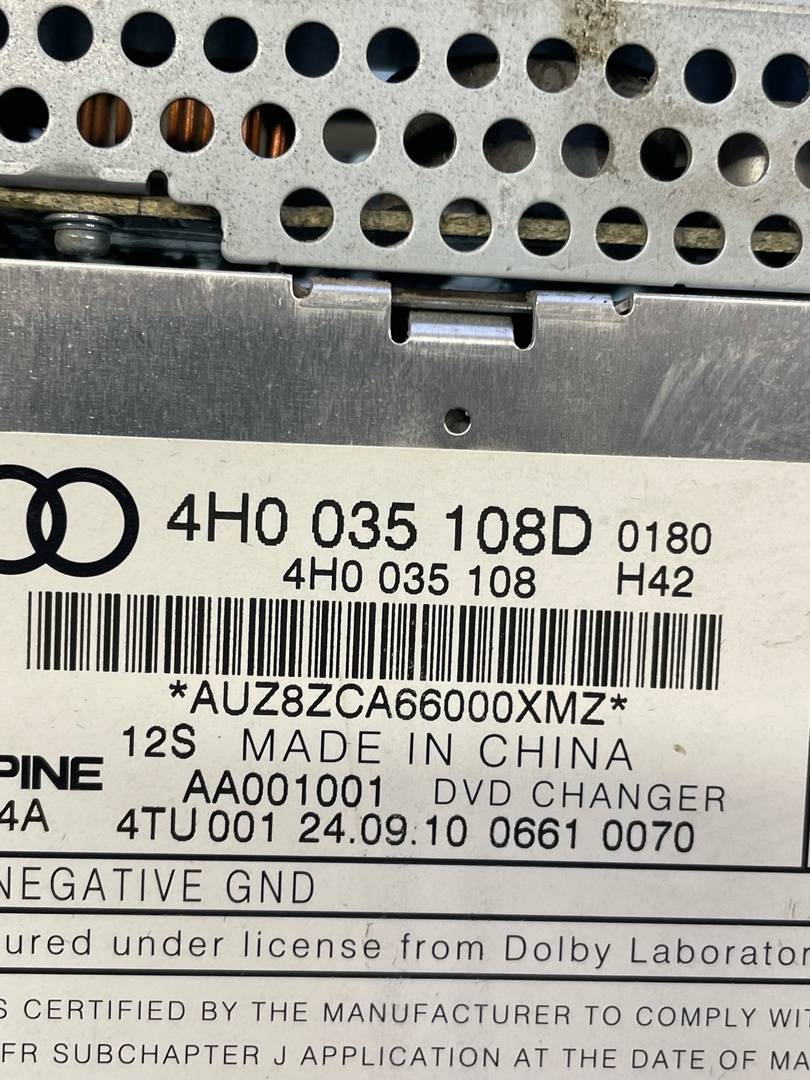 4H0 035 108D 0180
4H0 035 108 H42
*AUZ8ZCA66000XMZ*
12S MADE IN CHINA
PINE AA001001 DVD CHANGER
4A 4TU001 24.09.10 0661 0070
NEGATIVE GND
ured under license from Dolby Laborator
S CERTIFIED BY THE MANUFACTURER TO COMPLY WIT
FR SUBCHAPTER J APPLICATION AT THE DATE OF MA